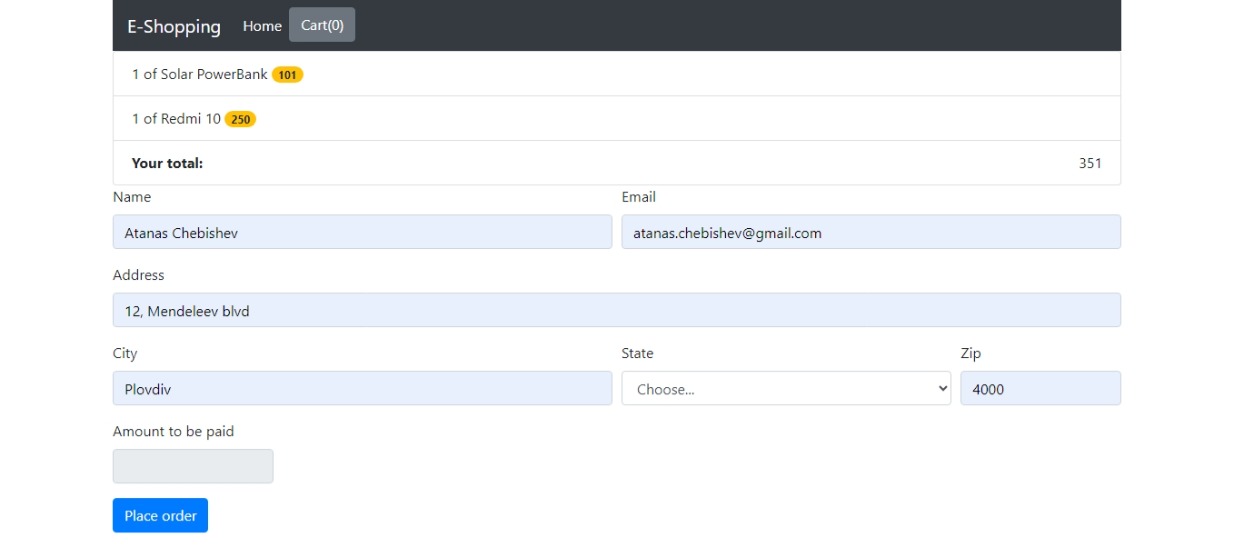 E-Shopping Home Cart(0)
1 of Solar PowerBank 101
1 of Redmi 10 250
Your total: 351
Name Email
Atanas Chebishev atanas.chebishev@gmail.com
Address
12, Mendeleev blvd
City State Zip
Plovdiv Choose... 4000
Amount to be paid
Place order